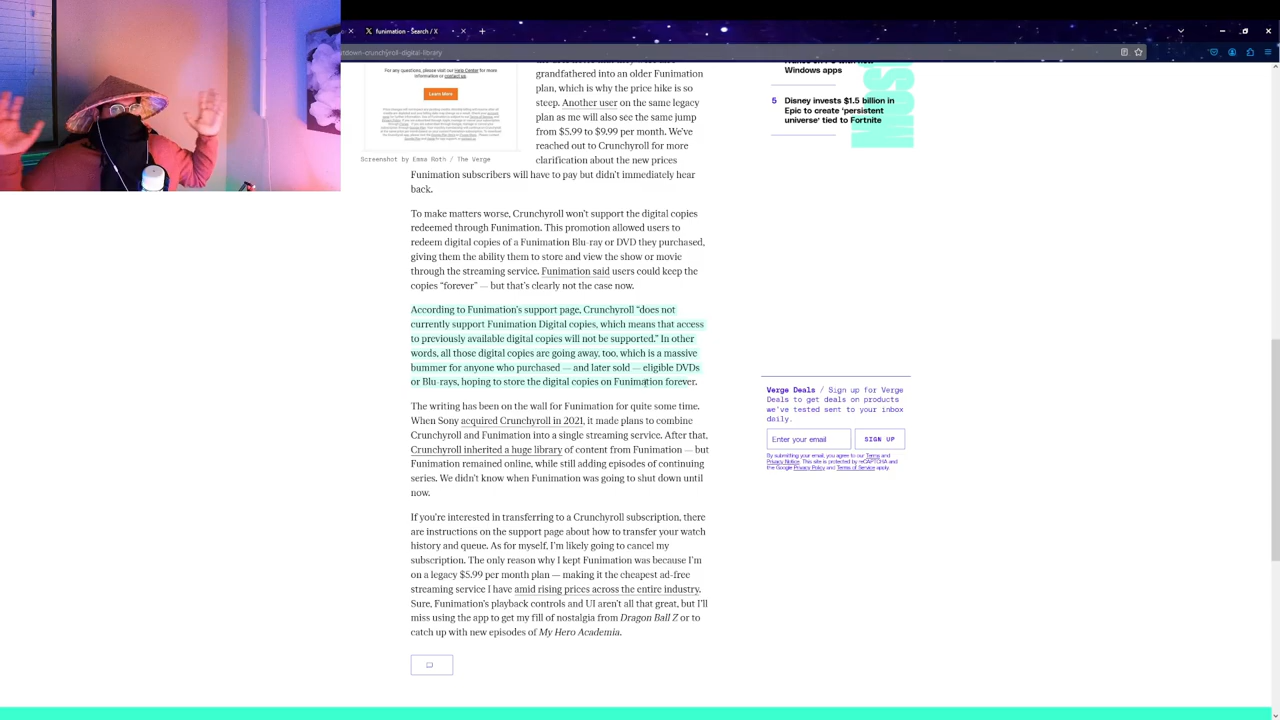 funimation - Search / X
tdown-crunchyroll-digital-library
For any questions, please visit our Help Center for more
information or contact us.
Learn More
Screenshot by Emma Roth / The Verge
grandfathered into an older Funimation
plan, which is why the price hike is so
steep. Another user on the same legacy
plan as me will also see the same jump
from $5.99 to $9.99 per month. We've
reached out to Crunchyroll for more
clarification about the new prices
Funimation subscribers will have to pay but didn't immediately hear
back.
To make matters worse, Crunchyroll won't support the digital copies
redeemed through Funimation. This promotion allowed users to
redeem digital copies of a Funimation Blu-ray or DVD they purchased,
giving them the ability them to store and view the show or movie
through the streaming service. Funimation said users could keep the
copies “forever” — but that's clearly not the case now.
According to Funimation's support page, Crunchyroll “does not
currently support Funimation Digital copies, which means that access
to previously available digital copies will not be supported.” In other
words, all those digital copies are going away, too, which is a massive
bummer for anyone who purchased — and later sold — eligible DVDs
or Blu-rays, hoping to store the digital copies on Funimation forever.
The writing has been on the wall for Funimation for quite some time.
When Sony acquired Crunchyroll in 2021, it made plans to combine
Crunchyroll and Funimation into a single streaming service. After that,
Crunchyroll inherited a huge library of content from Funimation — but
Funimation remained online, while still adding episodes of continuing
series. We didn't know when Funimation was going to shut down until
now.
If you're interested in transferring to a Crunchyroll subscription, there
are instructions on the support page about how to transfer your watch
history and queue. As for myself, I'm likely going to cancel my
subscription. The only reason why I kept Funimation was because I'm
on a legacy $5.99 per month plan — making it the cheapest ad-free
streaming service I have amid rising prices across the entire industry.
Sure, Funimation's playback controls and UI aren't all that great, but I'll
miss using the app to get my fill of nostalgia from Dragon Ball Z or to
catch up with new episodes of My Hero Academia.
Windows apps
5 Disney invests $1.5 billion in
Epic to create 'persistent
universe' tied to Fortnite
Verge Deals / Sign up for Verge
Deals to get deals on products
we've tested sent to your inbox
daily.
Enter your email
SIGN UP
By submitting your email, you agree to our Terms and
Privacy Notice. This site is protected by reCAPTCHA and
the Google Privacy Policy and Terms of Service apply.